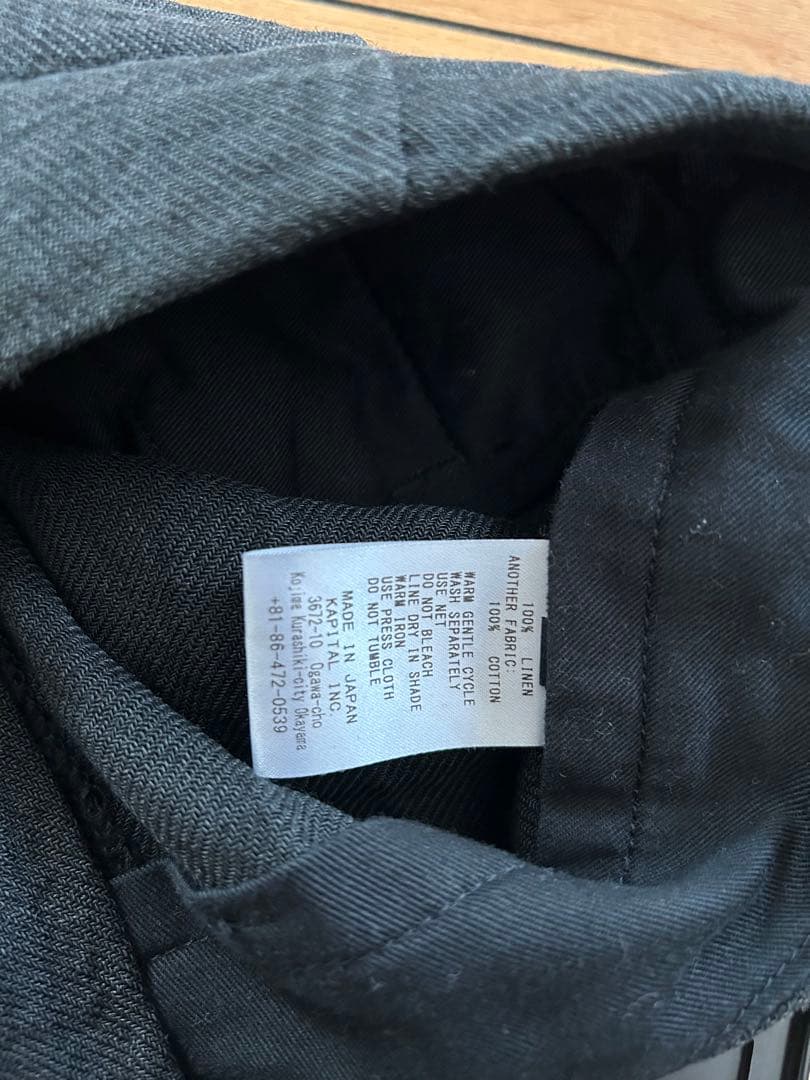 100% LINEN
ANOTHER FABRIC:
100% COTTON
WARM GENTLE CYCLE
WASH SEPARATELY
USE NET
DO NOT BLEACH
LINE DRY IN SHADE
WARM IRON
USE PRESS CLOTH
DO NOT TUMBLE
MADE IN JAPAN
KAPITAL INC.
3672-10 Ogawa-cho
Kojima Kurashiki-city Okayama
+81-86-472-0539